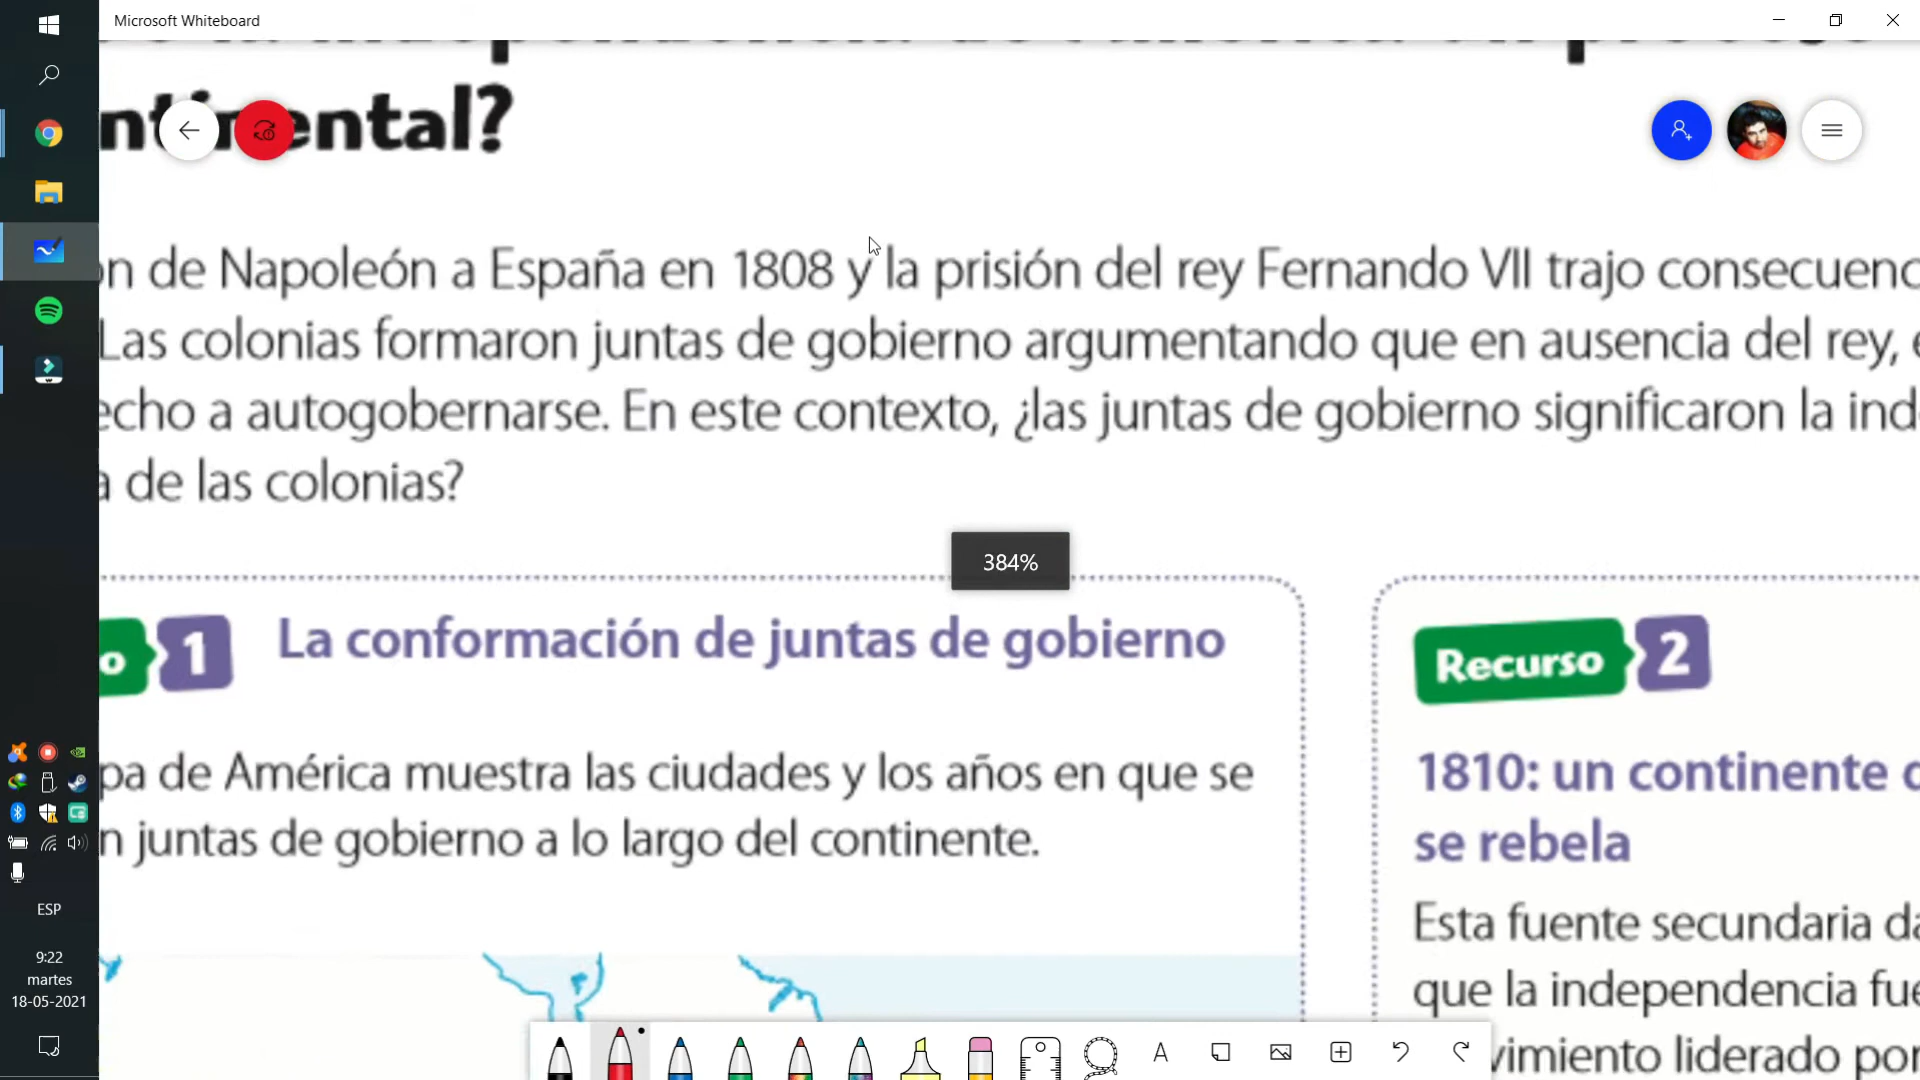 Microsoft Whiteboard
ntinental?
ón de Napoleón a España en 1808 y la prisión del rey Fernando VII trajo consecuenc
Las colonias formaron juntas de gobierno argumentando que en ausencia del rey, e
echo a autogobernarse. En este contexto, ¿las juntas de gobierno significaron la ind
a de las colonias?
384%
o 1 La conformación de juntas de gobierno
Recurso 2
pa de América muestra las ciudades y los años en que se
n juntas de gobierno a lo largo del continente.
1810: un continente
se rebela
Esta fuente secundaria da
que la independencia fue
vimiento liderado por
ESP
9:22
martes
18-05-2021